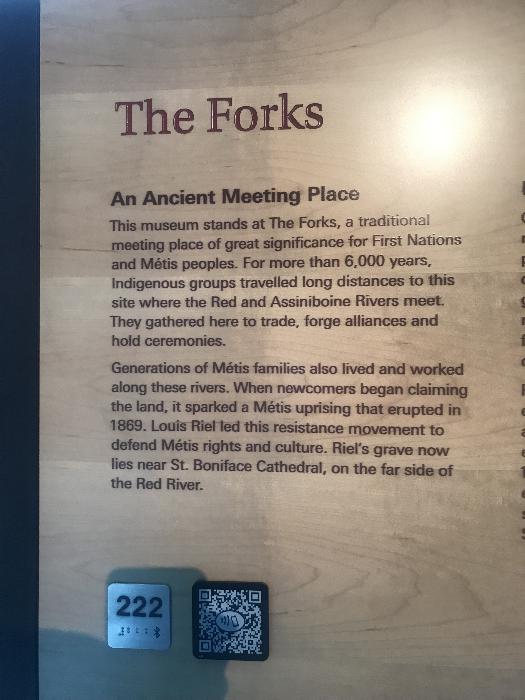 The Forks
An Ancient Meeting Place
This museum stands at The Forks, a traditional
meeting place of great significance for First Nations
and Métis peoples. For more than 6,000 years,
Indigenous groups travelled long distances to this
site where the Red and Assiniboine Rivers meet.
They gathered here to trade, forge alliances and
hold ceremonies.
Generations of Métis families also lived and worked
along these rivers. When newcomers began claiming
the land, it sparked a Métis uprising that erupted in
1869. Louis Riel led this resistance movement to
defend Métis rights and culture. Riel's grave now
lies near St. Boniface Cathedral, on the far side of
the Red River.
222